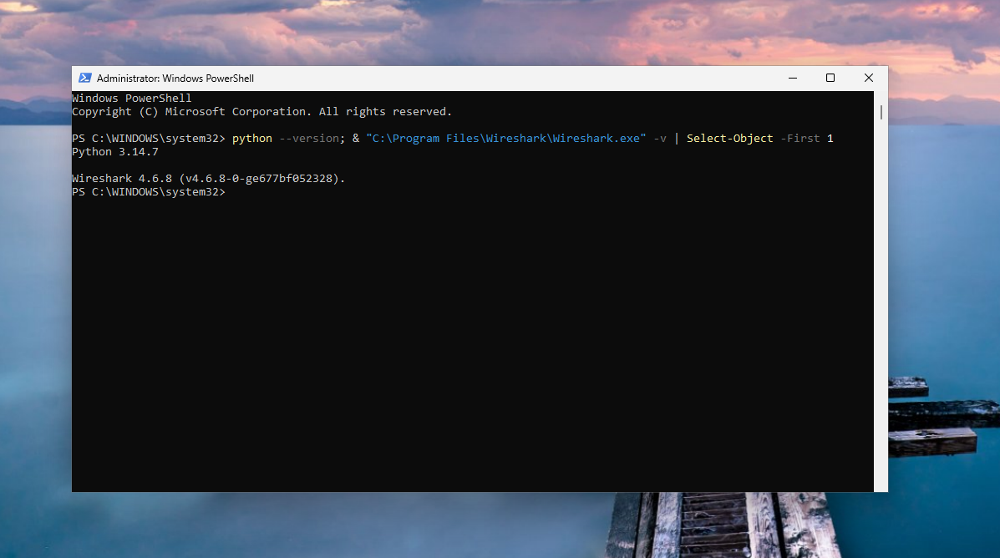 Administrator: Windows PowerShell
Windows PowerShell
Copyright (C) Microsoft Corporation. All rights reserved.
PS C:\WINDOWS\system32> python --version; & "C:\Program Files\Wireshark\Wireshark.exe" -v | Select-Object -First 1
Python 3.14.7
Wireshark 4.6.8 (v4.6.8-0-ge677bf052328).
PS C:\WINDOWS\system32>